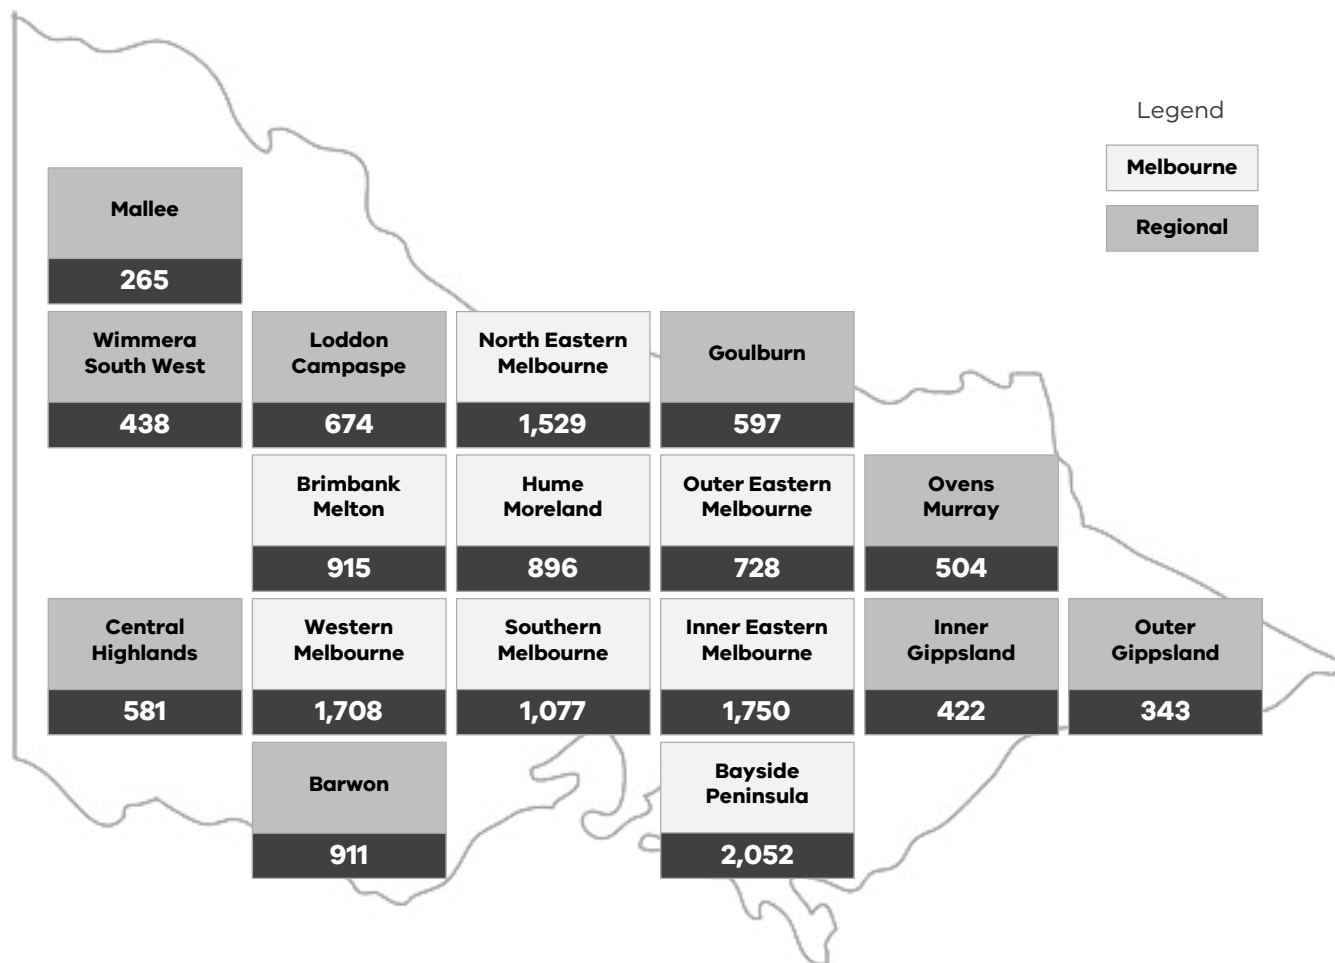 Legend
Melbourne
Regional
Mallee
265
Wimmera
South West
438
Loddon
Campaspe
674
North Eastern
Melbourne
1,529
Goulburn
597
Brimbank
Melton
915
Hume
Moreland
896
Outer Eastern
Melbourne
728
Ovens
Murray
504
Central
Highlands
581
Western
Melbourne
1,708
Southern
Melbourne
1,077
Inner Eastern
Melbourne
1,750
Inner
Gippsland
422
Outer
Gippsland
343
Barwon
911
Bayside
Peninsula
2,052